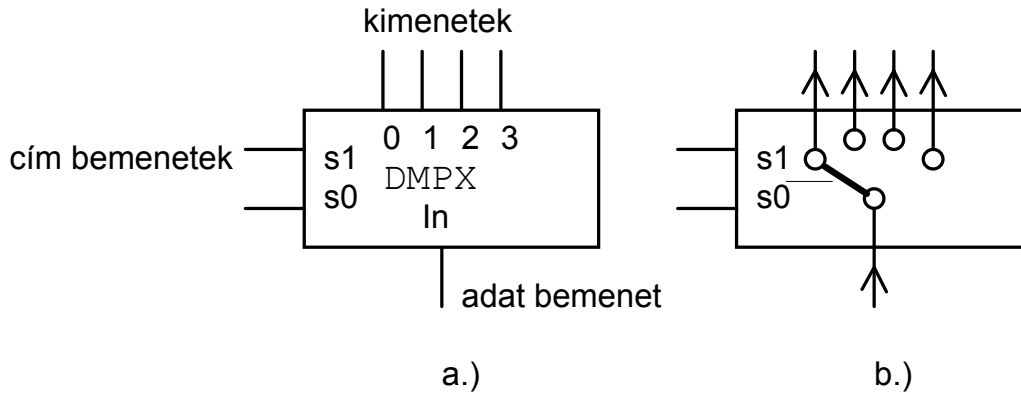 kimenetek
0 1 2 3
cím bemenetek
s1
DMPX
s0
In
adat bemenet
a.)
s1
s0
b.)